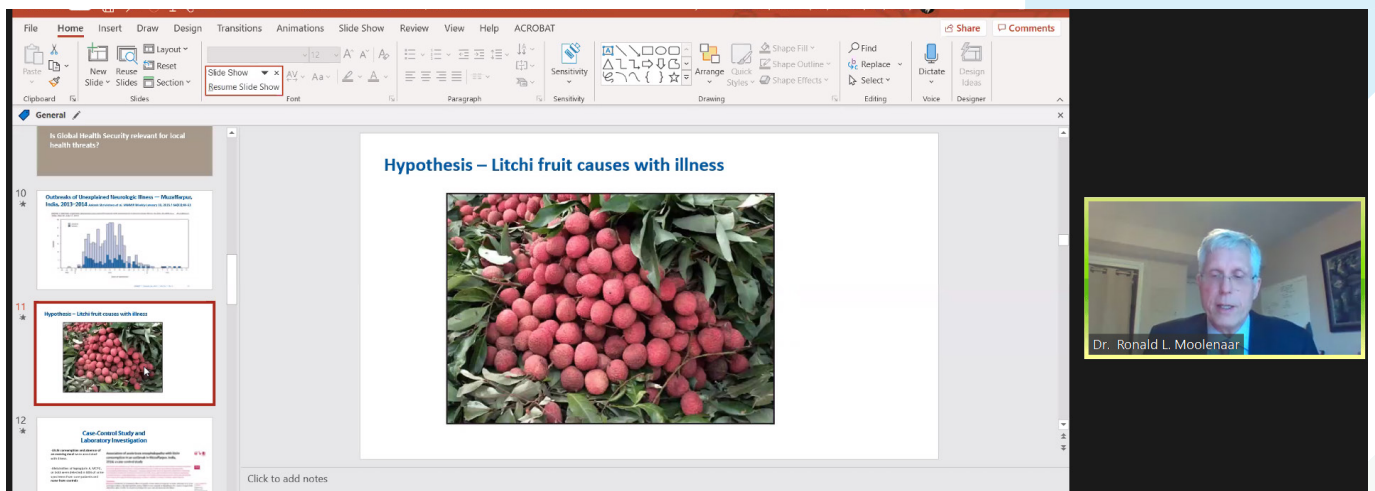 File Home Insert Draw Design Transitions Animations Slide Show Review View Help ACROBAT
Share Comments
Paste
New Slide
Reuse Slides
Layout
Reset
Section
Slide Show
Resume Slide Show
12
Aa
Sensitivity
Arrange
Quick Styles
Shape Fill
Shape Outline
Shape Effects
Find
Replace
Select
Dictate
Design Ideas
Clipboard Slides Font Paragraph Sensitivity Drawing Editing Voice Designer
General
Is Global Health Security relevant for local
health threats?
10
Outbreaks of Unexplained Neurologic Illness — Muzaffarpur,
India, 2013–2014
11
Hypothesis – Litchi fruit causes with illness
12
Case-Control Study and
Laboratory Investigation
Hypothesis – Litchi fruit causes with illness
Click to add notes
Dr. Ronald L. Moolenaar